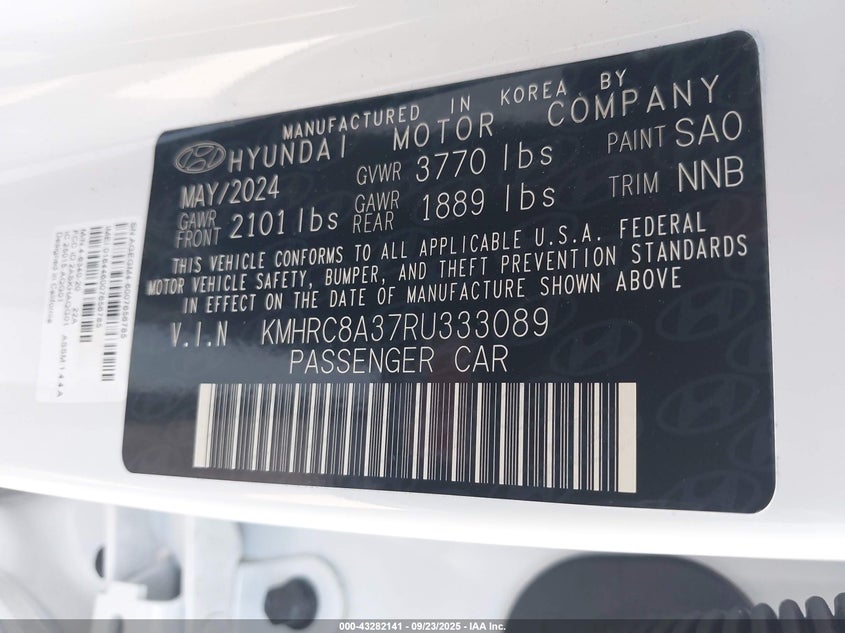 MANUFACTURED IN KOREA BY
HYUNDAI MOTOR COMPANY
MAY/2024 GVWR 3770 lbs PAINT SAO
GAWR FRONT 2101 lbs GAWR REAR 1889 lbs TRIM NNB
THIS VEHICLE CONFORMS TO ALL APPLICABLE U.S.A. FEDERAL
MOTOR VEHICLE SAFETY, BUMPER, AND THEFT PREVENTION STANDARDS
IN EFFECT ON THE DATE OF MANUFACTURE SHOWN ABOVE
V.I.N KMHRC8A37RU333089
PASSENGER CAR
Designed in California
000-43282141 - 09/23/2025 - IAA Inc.